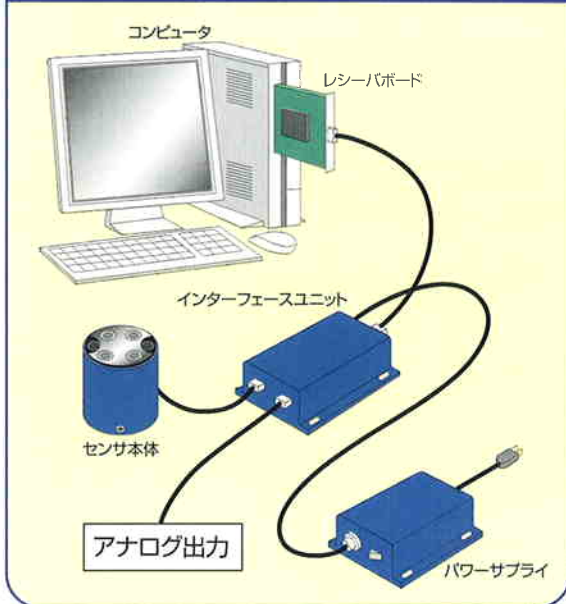 コンピュータ
レシーバボード
インターフェースユニット
センサ本体
アナログ出力
パワーサプライ